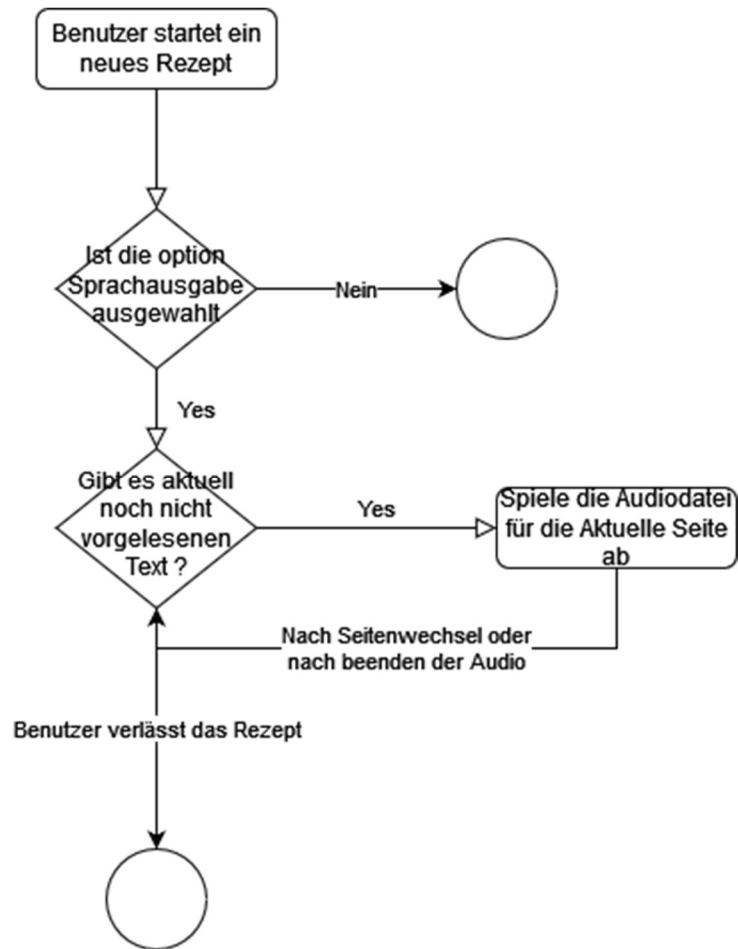 Benutzer startet ein
neues Rezept
Ist die option
Sprachausgabe
ausgewahlt
Nein
Yes
Gibt es aktuell
noch nicht
vorgelesenen
Text ?
Yes
Spiele die Audiodatei
für die Aktuelle Seite
ab
Nach Seitenwechsel oder
nach beenden der Audio
Benutzer verlässt das Rezept